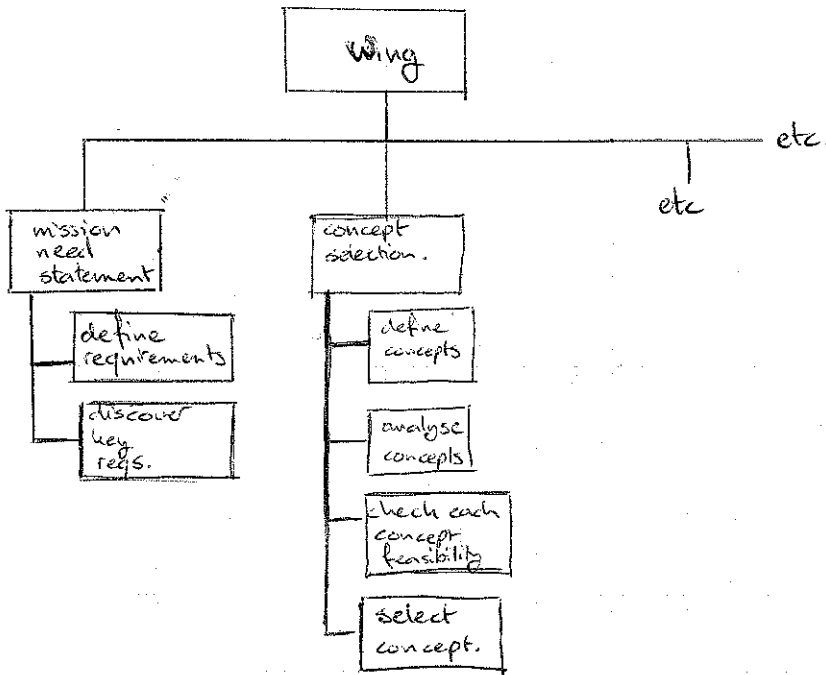 Wing
etc.
etc
mission
need
statement
define
requirements
discover
key
reqs.
concept
selection.
define
concepts
analyse
concepts
check each
concept
feasibility
select
concept.